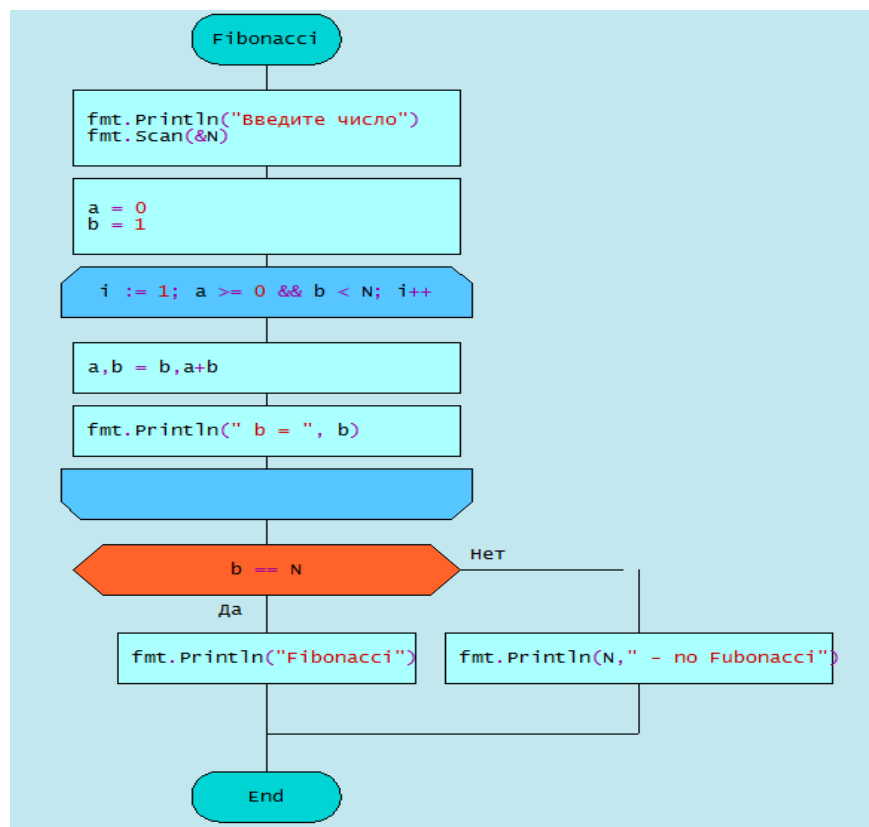 Fibonacci
fmt.Println("Введите число")
fmt.Scan(&N)
a = 0
b = 1
i := 1; a >= 0 && b < N; i++
a,b = b,a+b
fmt.Println(" b = ", b)
b == N
Нет
Да
fmt.Println("Fibonacci")
fmt.Println(N," – no Fubonacci")
End